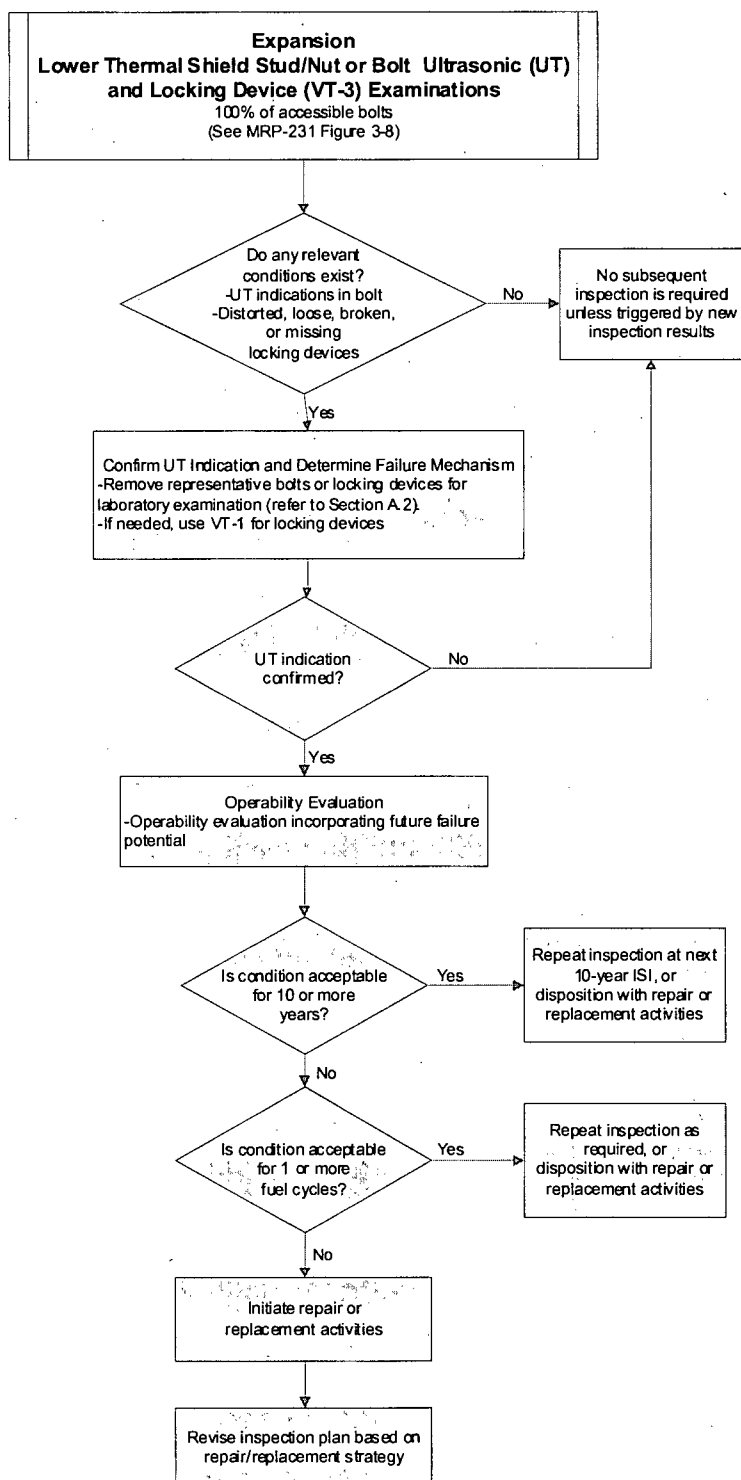 Expansion
Lower Thermal Shield Stud/Nut or Bolt Ultrasonic (UT)
and Locking Device (VT-3) Examinations
100% of accessible bolts
(See MRP-231 Figure 3-8)
Do any relevant
conditions exist?
-UT indications in bolt
-Distorted, loose, broken,
or missing
locking devices
No
No subsequent
inspection is required
unless triggered by new
inspection results
Yes
Confirm UT Indication and Determine Failure Mechanism
-Remove representative bolts or locking devices for
laboratory examination (refer to Section A.2).
-If needed, use VT-1 for locking devices
UT indication
confirmed?
No
Yes
Operability Evaluation
-Operability evaluation incorporating future failure
potential
Is condition acceptable
for 10 or more
years?
Yes
Repeat inspection at next
10-year ISI, or
disposition with repair or
replacement activities
No
Is condition acceptable
for 1 or more
fuel cycles?
Yes
Repeat inspection as
required, or
disposition with repair or
replacement activities
No
Initiate repair or
replacement activities
Revise inspection plan based on
repair/replacement strategy